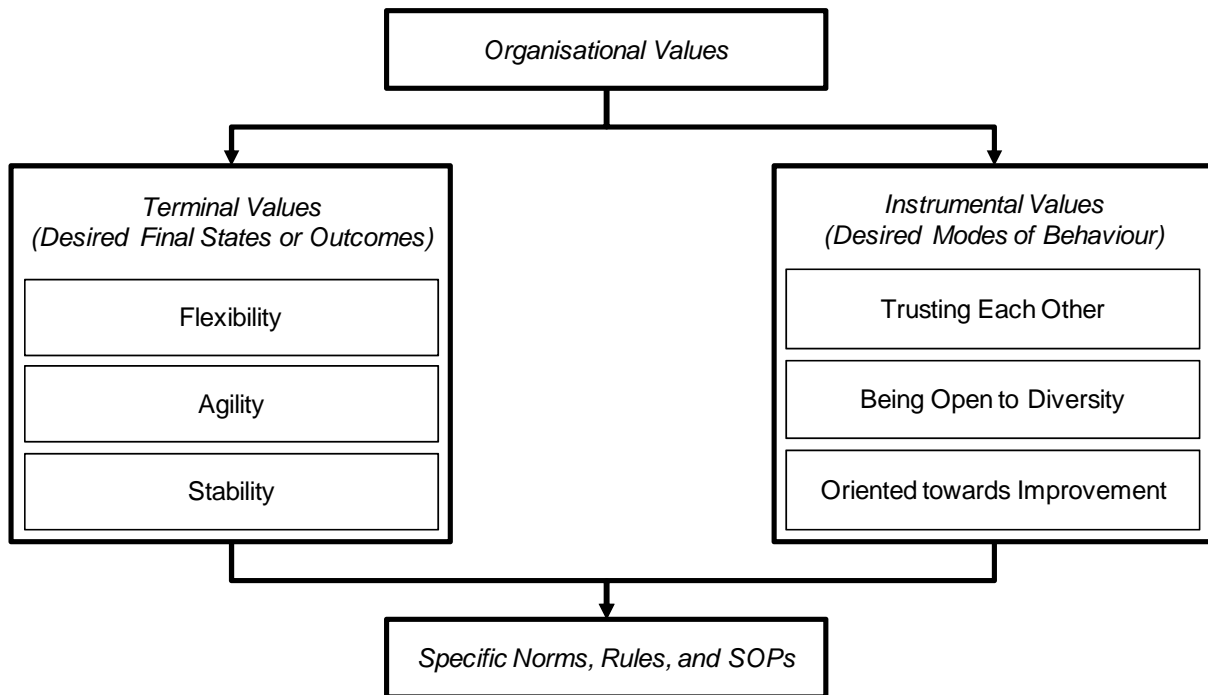 Organisational Values
Terminal Values
(Desired Final States or Outcomes)
Flexibility
Agility
Stability
Instrumental Values
(Desired Modes of Behaviour)
Trusting Each Other
Being Open to Diversity
Oriented towards Improvement
Specific Norms, Rules, and SOPs